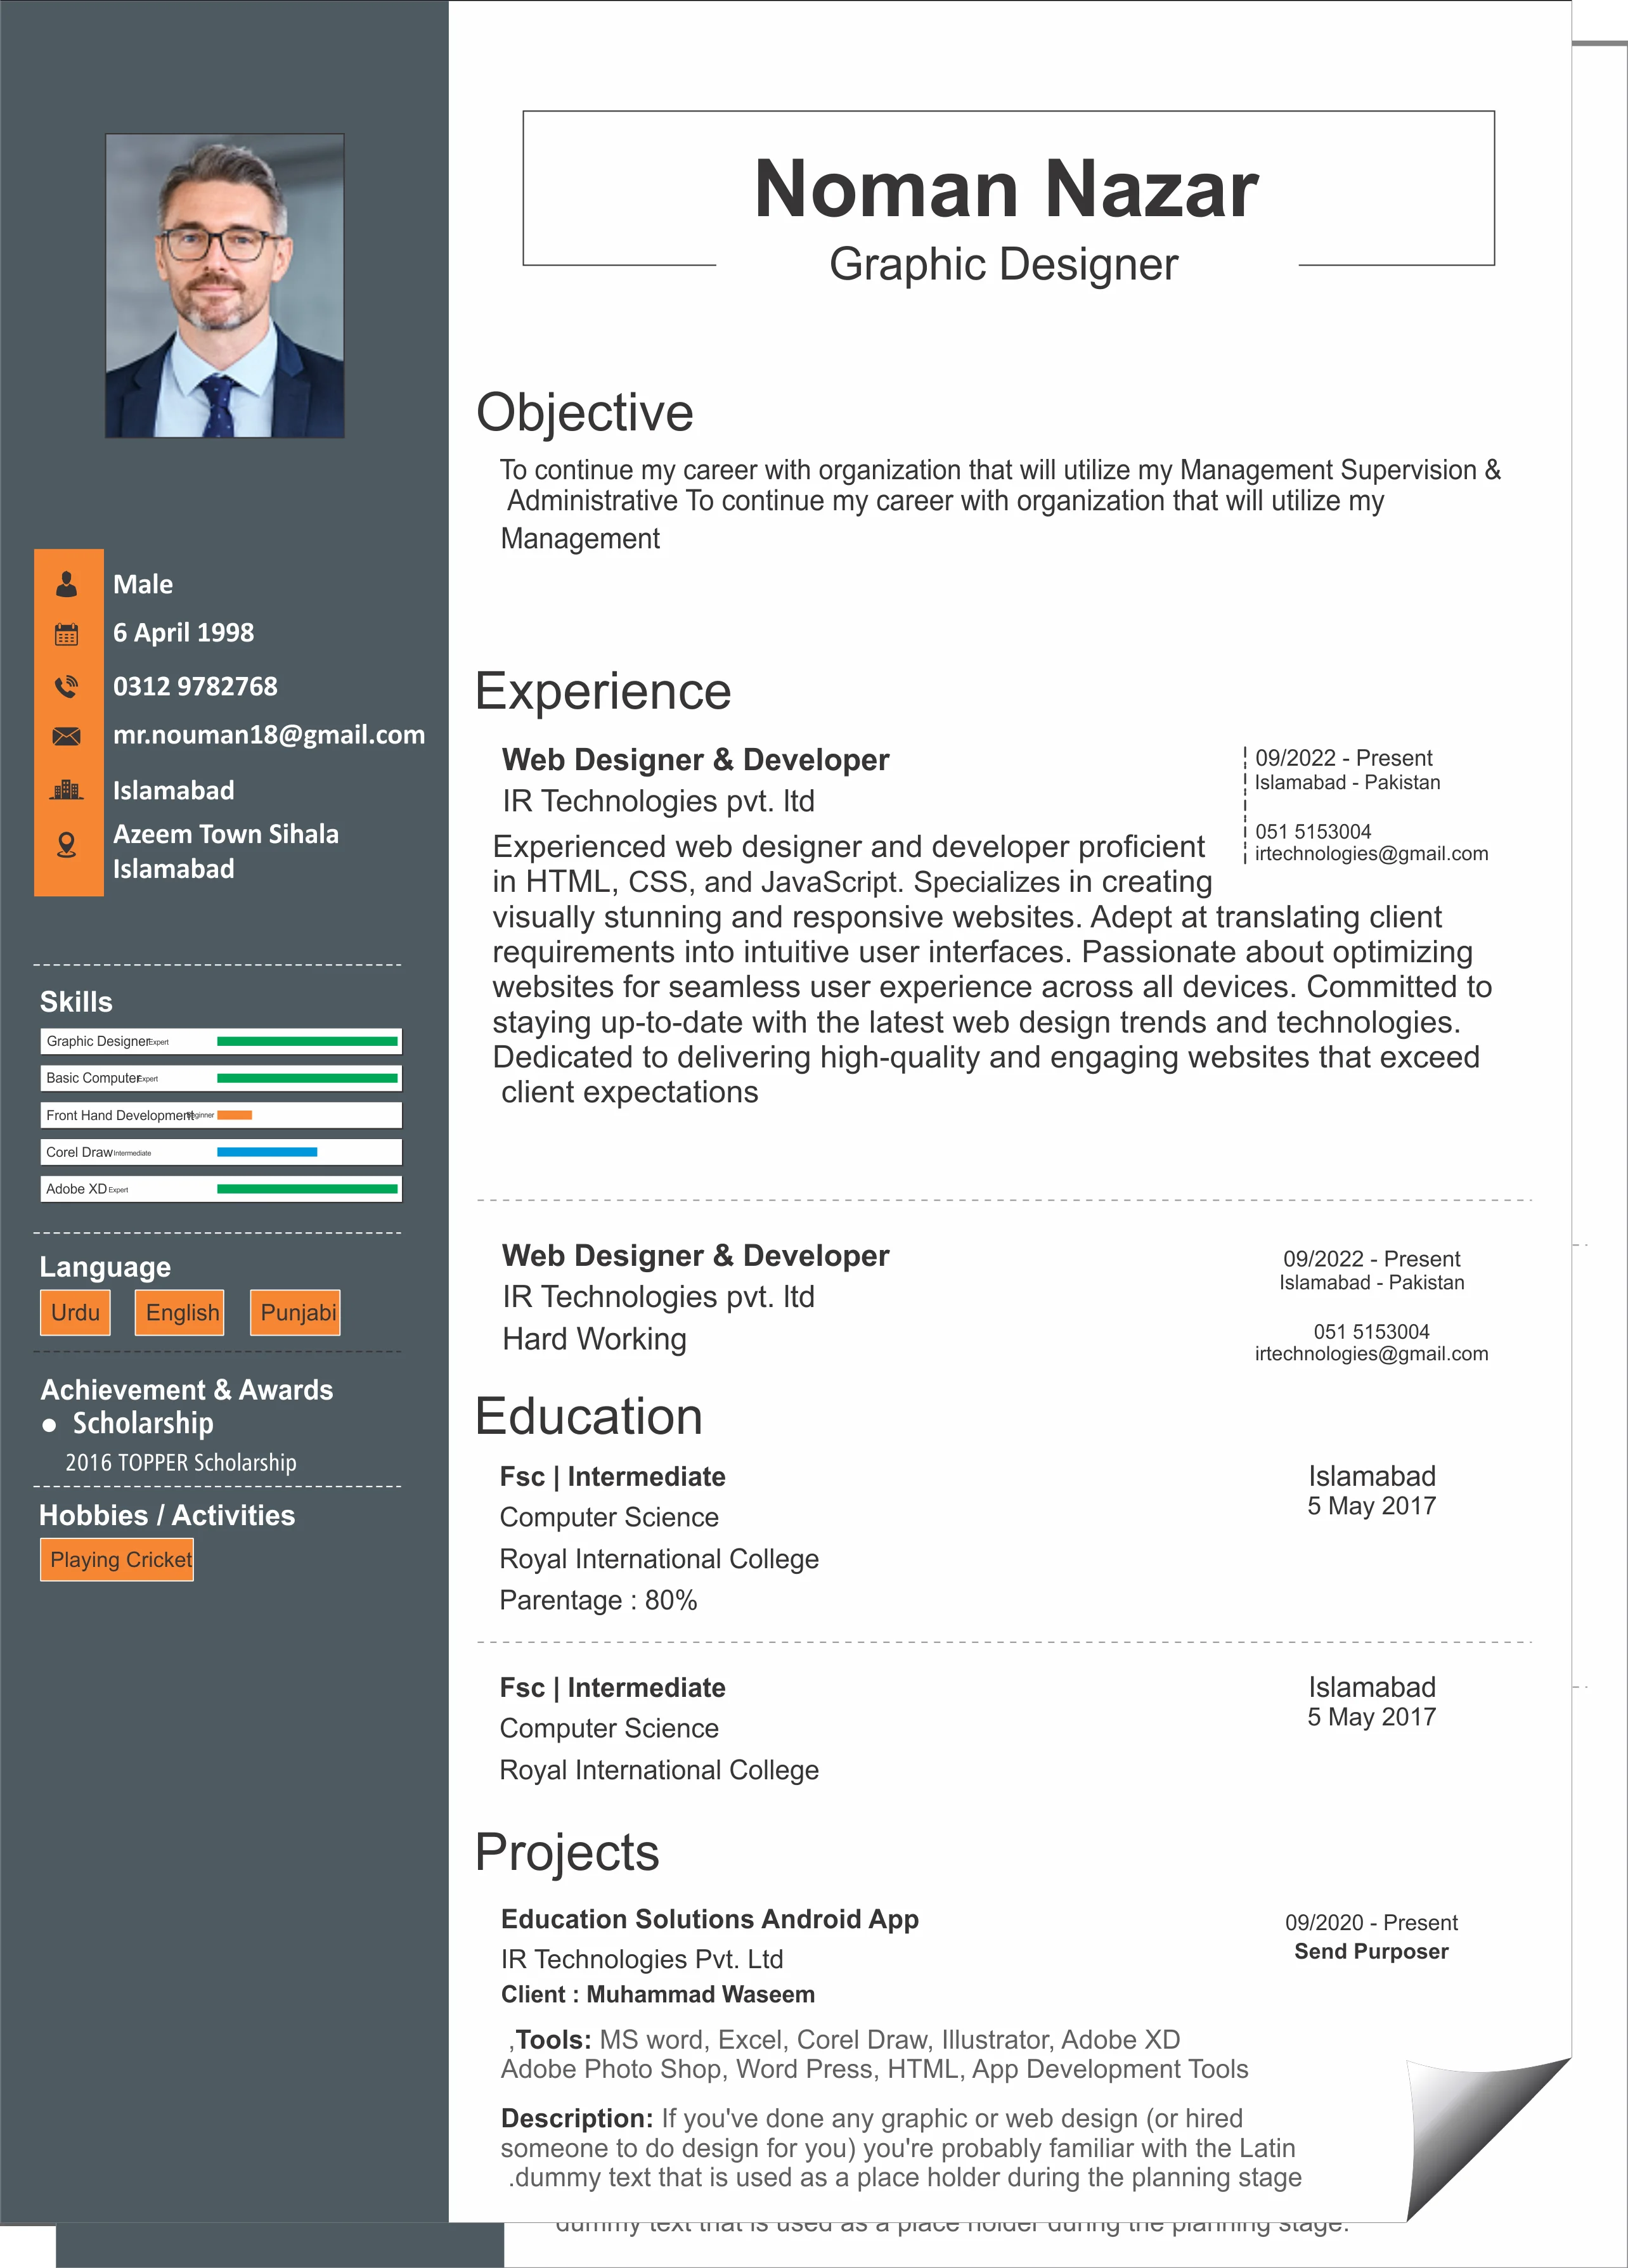 Noman Nazar
Graphic Designer
Male
6 April 1998
0312 9782768
mr.nouman18@gmail.com
Islamabad
Azeem Town Sihala
Islamabad
Skills
Graphic Designer Expert
Basic Computer Expert
Front Hand Development Beginner
Corel Draw Intermediate
Adobe XD Expert
Language
Urdu English Punjabi
Achievement & Awards
● Scholarship
2016 TOPPER Scholarship
Hobbies / Activities
Playing Cricket
Objective
To continue my career with organization that will utilize my Management Supervision &
Administrative To continue my career with organization that will utilize my
Management
Experience
Web Designer & Developer
IR Technologies pvt. ltd
09/2022 - Present
Islamabad - Pakistan
051 5153004
irtechnologies@gmail.com
Experienced web designer and developer proficient
in HTML, CSS, and JavaScript. Specializes in creating
visually stunning and responsive websites. Adept at translating client
requirements into intuitive user interfaces. Passionate about optimizing
websites for seamless user experience across all devices. Committed to
staying up-to-date with the latest web design trends and technologies.
Dedicated to delivering high-quality and engaging websites that exceed
client expectations
Web Designer & Developer
IR Technologies pvt. ltd
Hard Working
09/2022 - Present
Islamabad - Pakistan
051 5153004
irtechnologies@gmail.com
Education
Fsc | Intermediate
Computer Science
Royal International College
Parentage : 80%
Islamabad
5 May 2017
Fsc | Intermediate
Computer Science
Royal International College
Islamabad
5 May 2017
Projects
Education Solutions Android App
IR Technologies Pvt. Ltd
Client : Muhammad Waseem
09/2020 - Present
Send Purposer
,Tools: MS word, Excel, Corel Draw, Illustrator, Adobe XD
Adobe Photo Shop, Word Press, HTML, App Development Tools
Description: If you've done any graphic or web design (or hired
someone to do design for you) you're probably familiar with the Latin
.dummy text that is used as a place holder during the planning stage
dummy text that is used as a place holder during the planning stage.